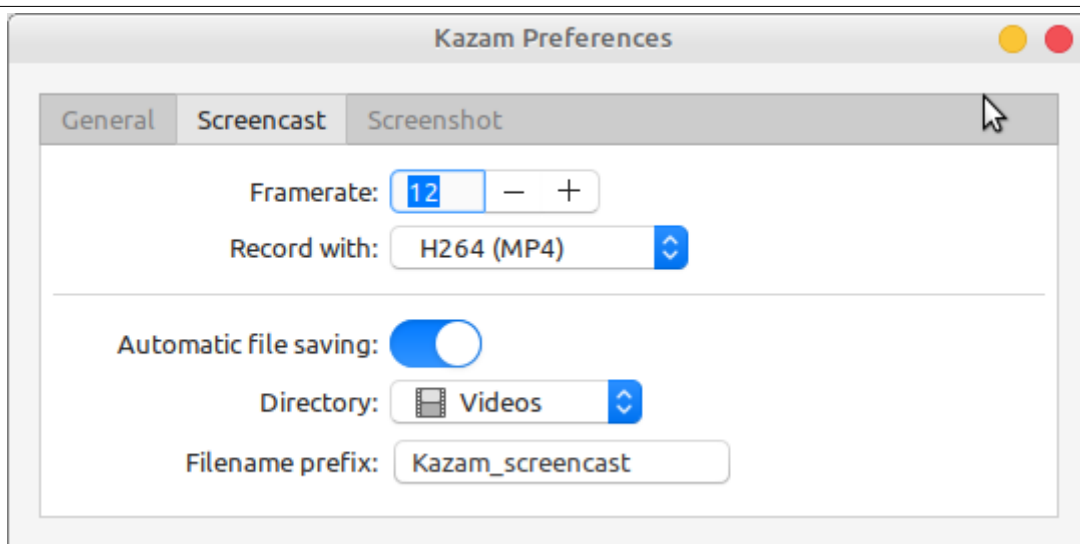 Kazam Preferences
General Screencast Screenshot
Framerate: 12 − +
Record with: H264 (MP4)
Automatic file saving:
Directory: Videos
Filename prefix: Kazam_screencast